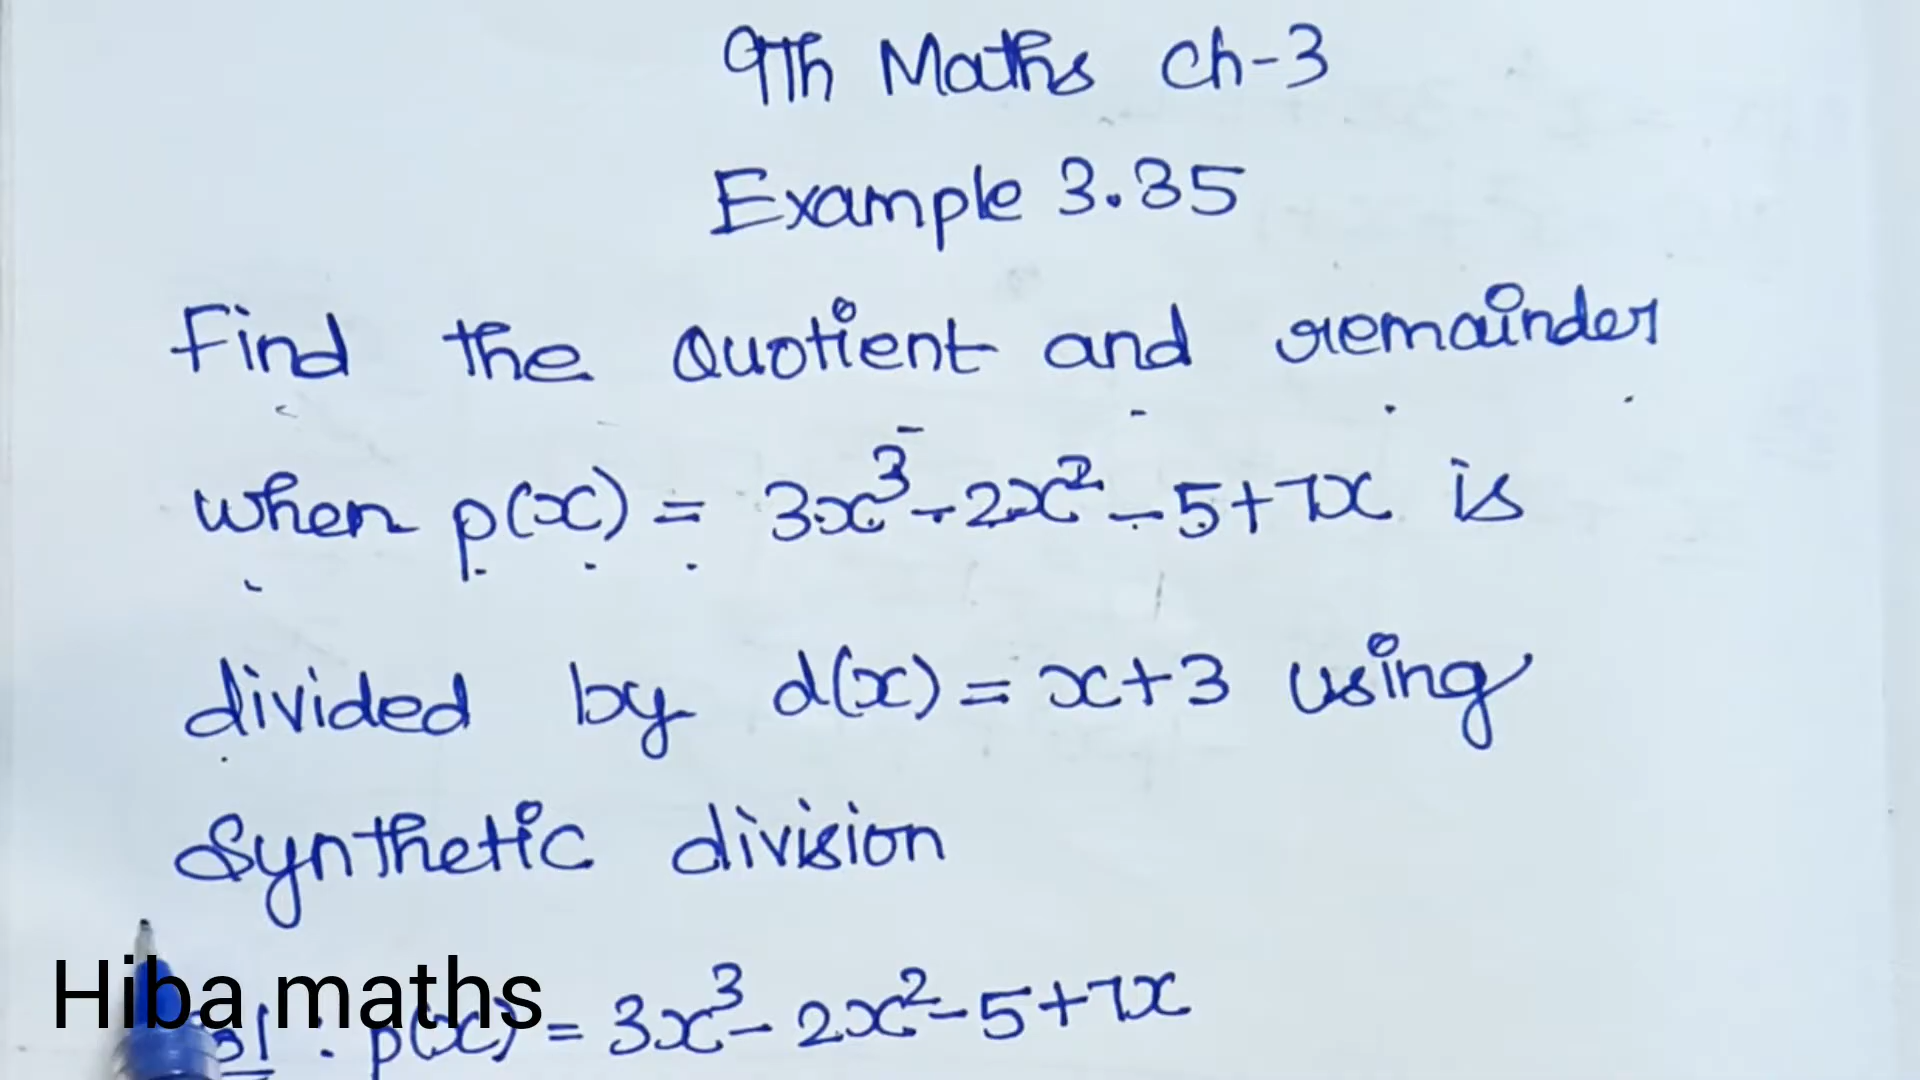 9Th Maths Ch-3
Example 3.35
Find the Quotient and remainder
when p(x) = 3x³-2x²-5+7x is
divided by d(x) = x+3 using
Synthetic division
Hiba maths
: p(x) = 3x³- 2x²-5+7x